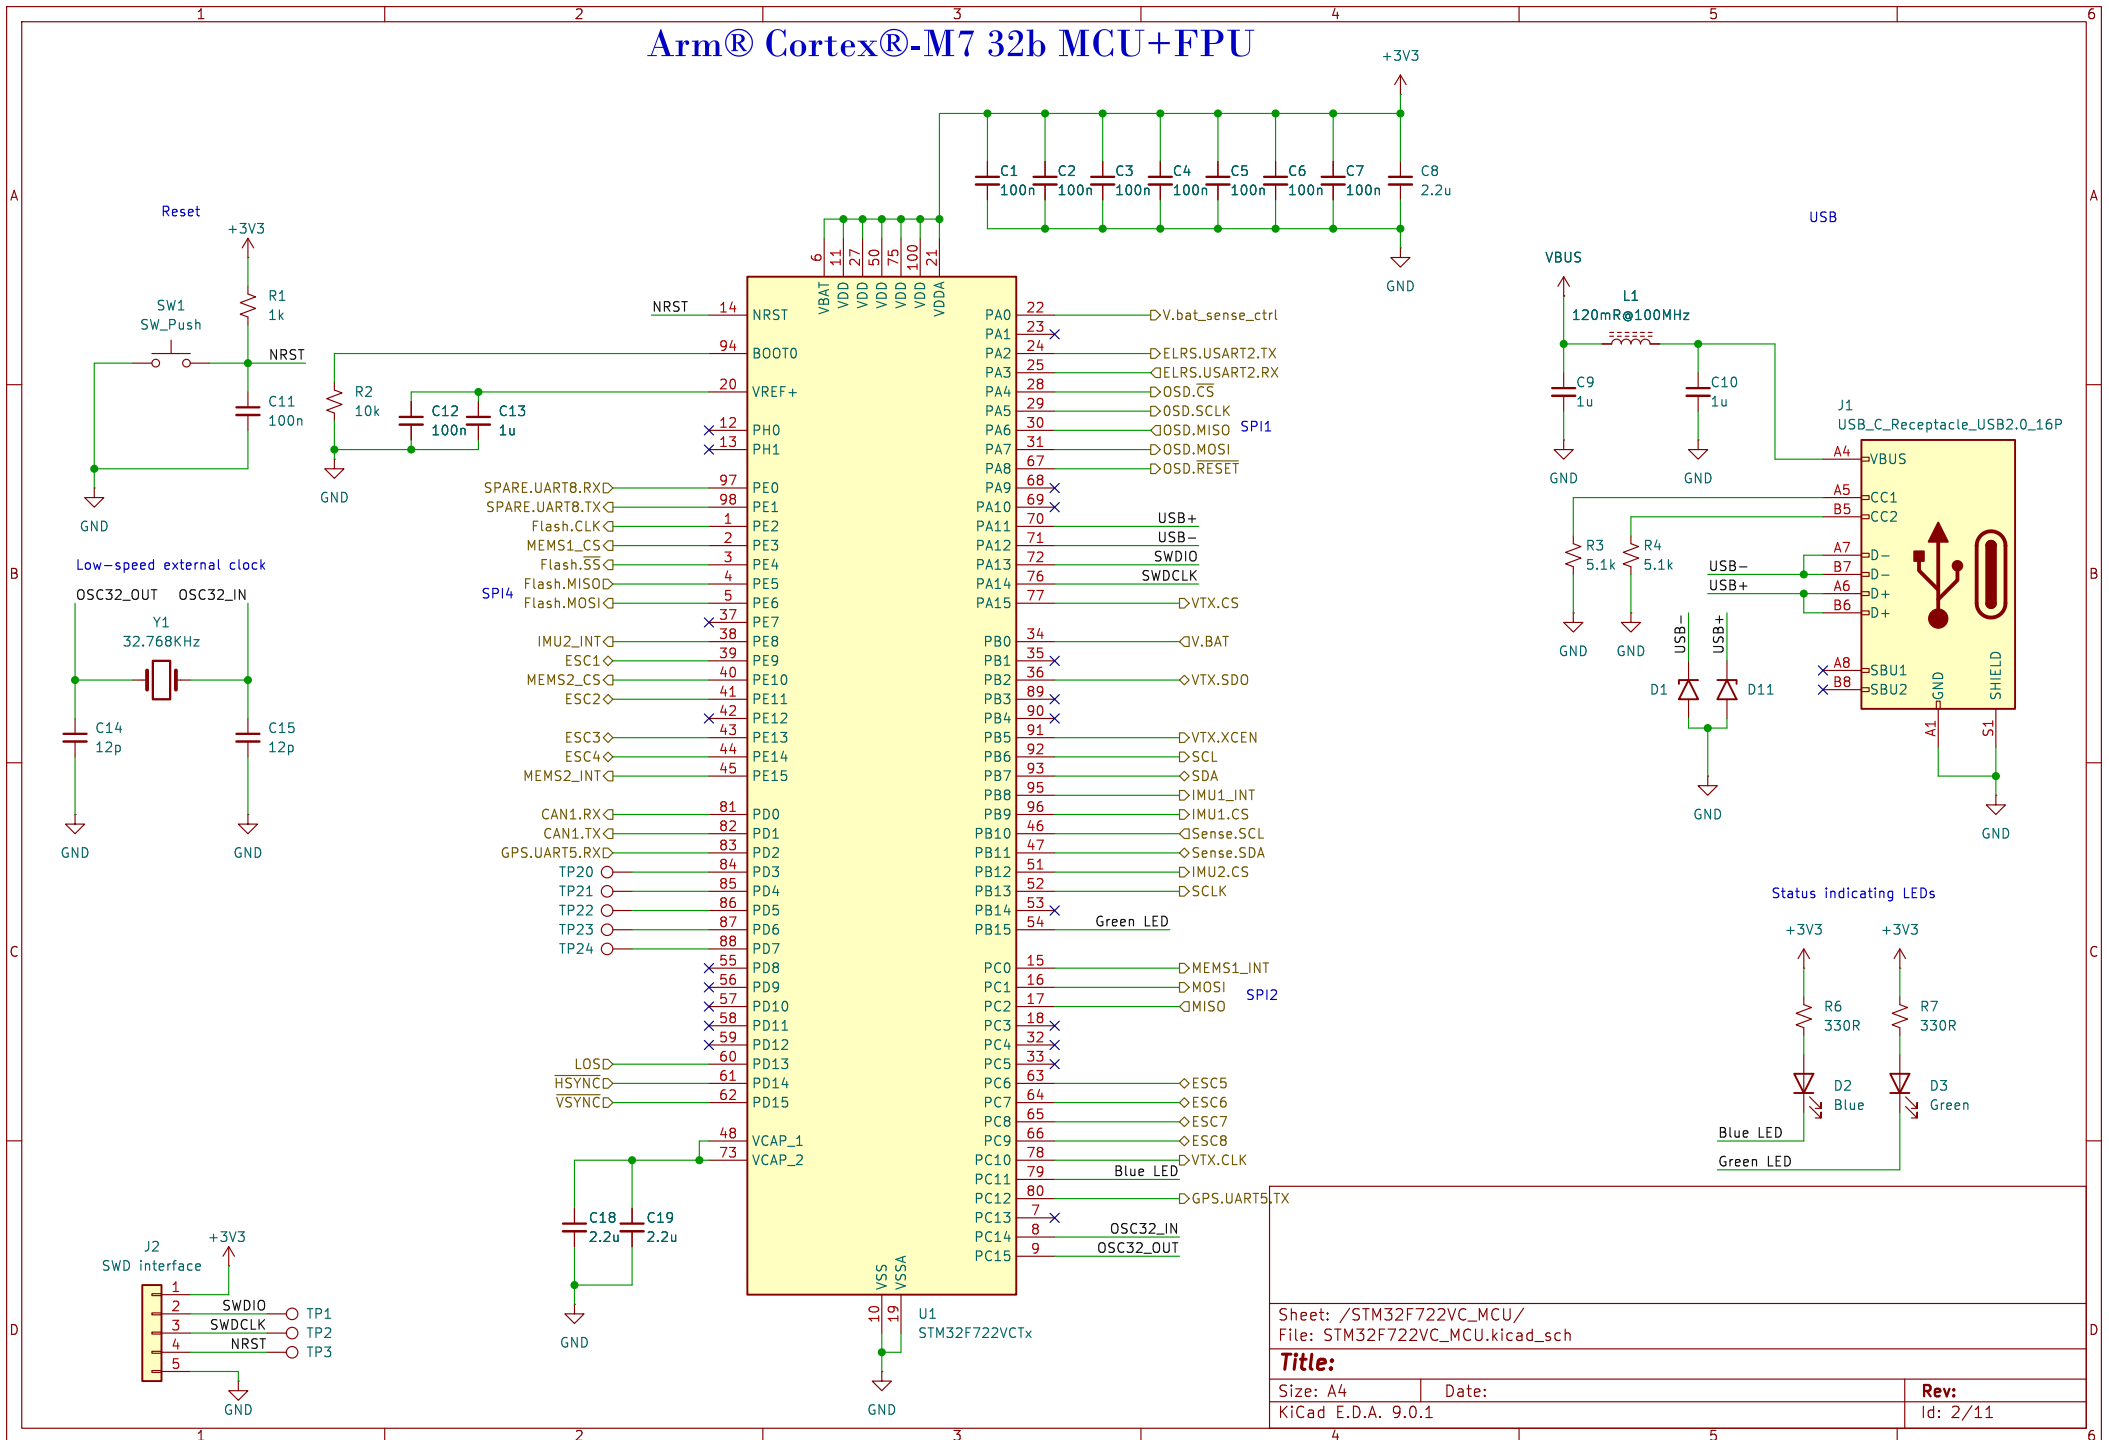 1 2 3 4 5 6
Arm® Cortex®-M7 32b MCU+FPU
+3V3
C1
100n
C2
100n
C3
100n
C4
100n
C5
100n
C6
100n
C7
100n
C8
2.2u
GND
A
A
Reset
+3V3
R1
1k
SW1
SW_Push
NRST
C11
100n
GND
R2
10k
C12
100n
C13
1u
GND
B
B
Low-speed external clock
OSC32_OUT OSC32_IN
Y1
32.768KHz
C14
12p
C15
12p
GND
GND
6 11 27 50 75 100 21
VBAT VDD VDD VDD VDD VDD VDDA
NRST 14 NRST
94 BOOT0
20 VREF+
12 PH0
13 PH1
SPARE.UART8.RX 97 PE0
SPARE.UART8.TX 98 PE1
Flash.CLK 1 PE2
MEMS1_CS 2 PE3
Flash.SS 3 PE4
Flash.MISO 4 PE5
SPI4
Flash.MOSI 5 PE6
37 PE7
IMU2_INT 38 PE8
ESC1 39 PE9
MEMS2_CS 40 PE10
ESC2 41 PE11
42 PE12
ESC3 43 PE13
ESC4 44 PE14
MEMS2_INT 45 PE15
CAN1.RX 81 PD0
CAN1.TX 82 PD1
GPS.UART5.RX 83 PD2
TP20 84 PD3
TP21 85 PD4
TP22 86 PD5
TP23 87 PD6
TP24 88 PD7
55 PD8
56 PD9
57 PD10
58 PD11
59 PD12
LOS 60 PD13
HSYNC 61 PD14
VSYNC 62 PD15
48 VCAP_1
73 VCAP_2
C18
2.2u
C19
2.2u
GND
PA0 22 V.bat_sense_ctrl
PA1 23
PA2 24 ELRS.USART2.TX
PA3 25 ELRS.USART2.RX
PA4 28 OSD.CS
PA5 29 OSD.SCLK
PA6 30 OSD.MISO
SPI1
PA7 31 OSD.MOSI
PA8 67 OSD.RESET
PA9 68
PA10 69
PA11 70 USB+
PA12 71 USB-
PA13 72 SWDIO
PA14 76 SWDCLK
PA15 77 VTX.CS
PB0 34 V.BAT
PB1 35
PB2 36 VTX.SDO
PB3 89
PB4 90
PB5 91 VTX.XCEN
PB6 92 SCL
PB7 93 SDA
PB8 95 IMU1_INT
PB9 96 IMU1.CS
PB10 46 Sense.SCL
PB11 47 Sense.SDA
PB12 51 IMU2.CS
PB13 52 SCLK
PB14 53
PB15 54 Green LED
PC0 15 MEMS1_INT
PC1 16 MOSI
SPI2
PC2 17 MISO
PC3 18
PC4 32
PC5 33
PC6 63 ESC5
PC7 64 ESC6
PC8 65 ESC7
PC9 66 ESC8
PC10 78 VTX.CLK
PC11 79 Blue LED
PC12 80 GPS.UART5.TX
PC13 7
PC14 8 OSC32_IN
PC15 9 OSC32_OUT
VSS VSSA
10 19
U1
STM32F722VCTx
GND
USB
VBUS
L1
120mR@100MHz
C9
1u
C10
1u
GND
GND
J1
USB_C_Receptacle_USB2.0_16P
A4 VBUS
A5 CC1
B5 CC2
A7 D-
B7 D-
A6 D+
B6 D+
A8 SBU1
B8 SBU2
GND
SHIELD
A1
S1
GND
R3
5.1k
R4
5.1k
GND
GND
USB-
USB+
USB-
USB+
D1
D11
GND
C
C
Status indicating LEDs
+3V3
+3V3
R6
330R
R7
330R
D2
Blue
D3
Green
Blue LED
Green LED
D
D
J2
SWD interface
+3V3
1
2 SWDIO TP1
3 SWDCLK TP2
4 NRST TP3
5
GND
Sheet: /STM32F722VC_MCU/
File: STM32F722VC_MCU.kicad_sch
Title:
Size: A4 Date: Rev:
KiCad E.D.A. 9.0.1 Id: 2/11
1 2 3 4 5 6